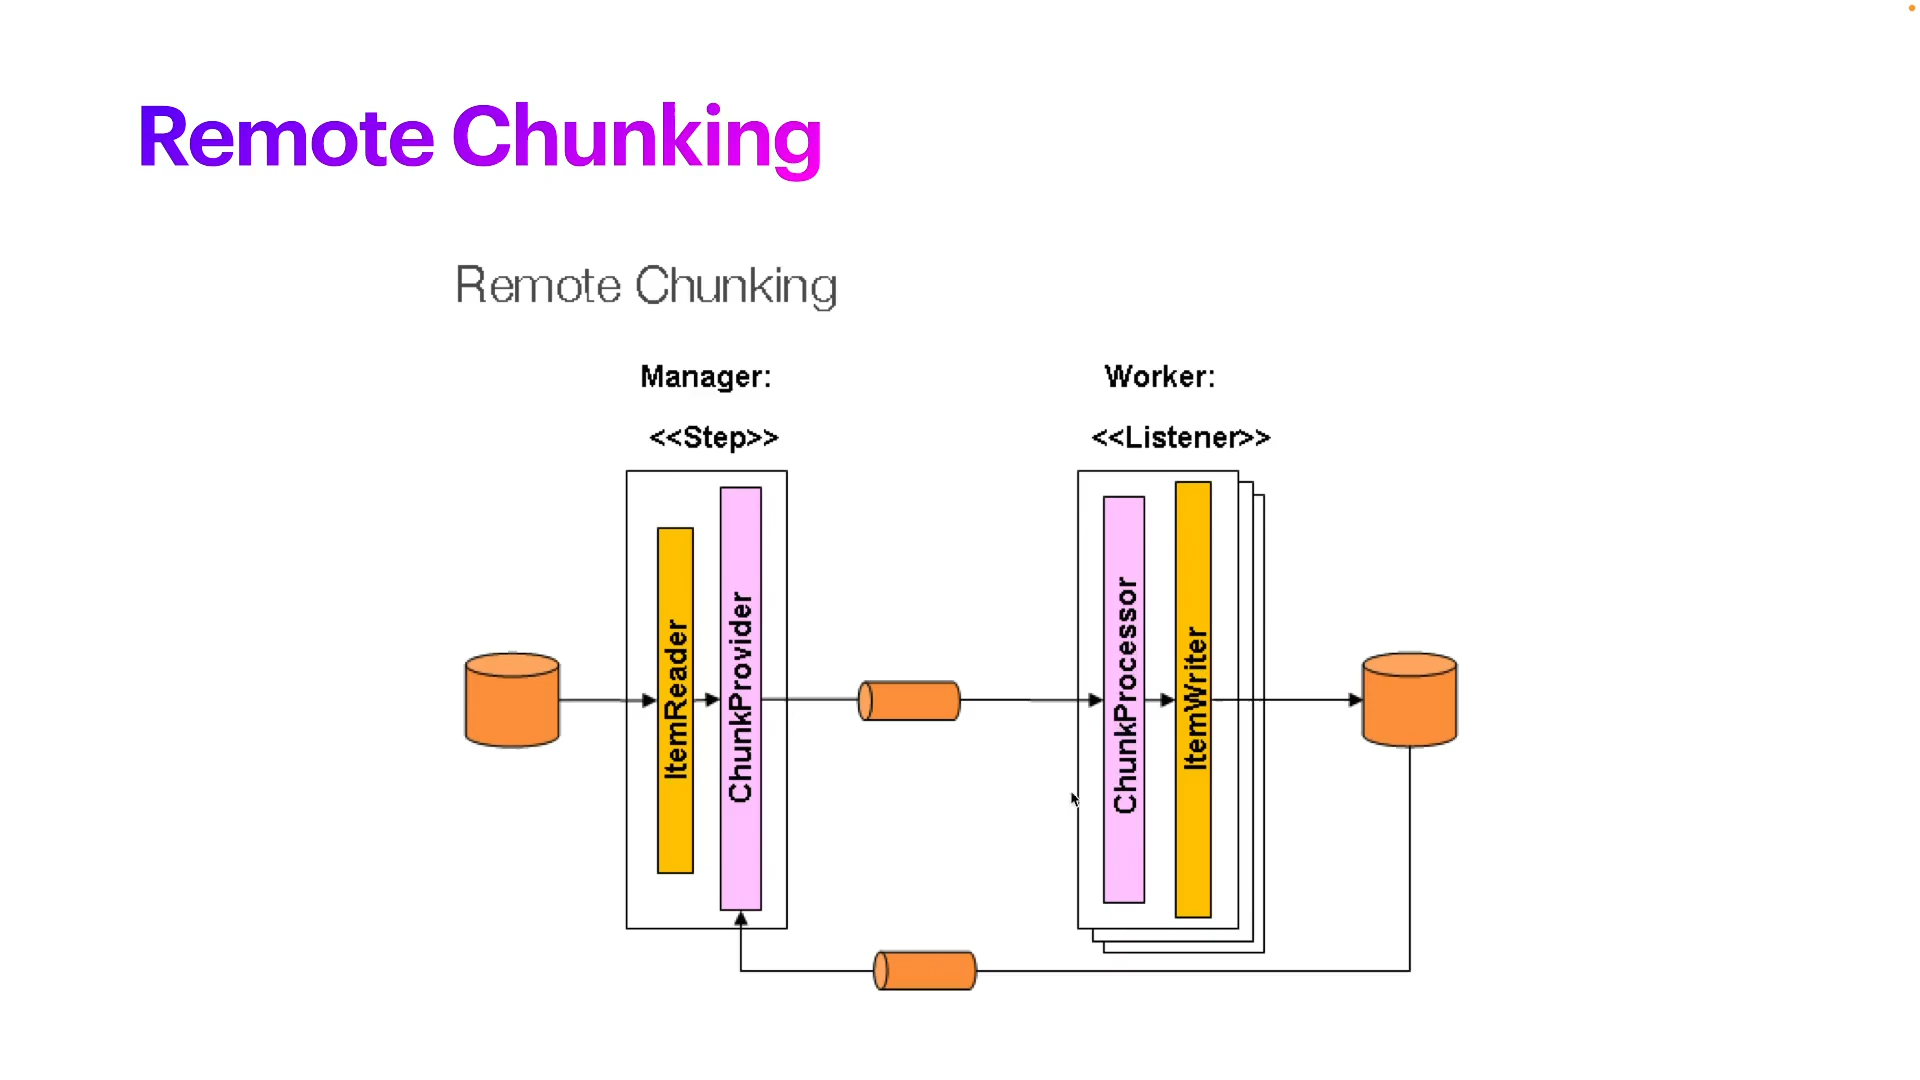 Remote Chunking
Remote Chunking
Manager:
Worker:
<<Step>>
<<Listener>>
ItemReader
ChunkProvider
ChunkProcessor
ItemWriter